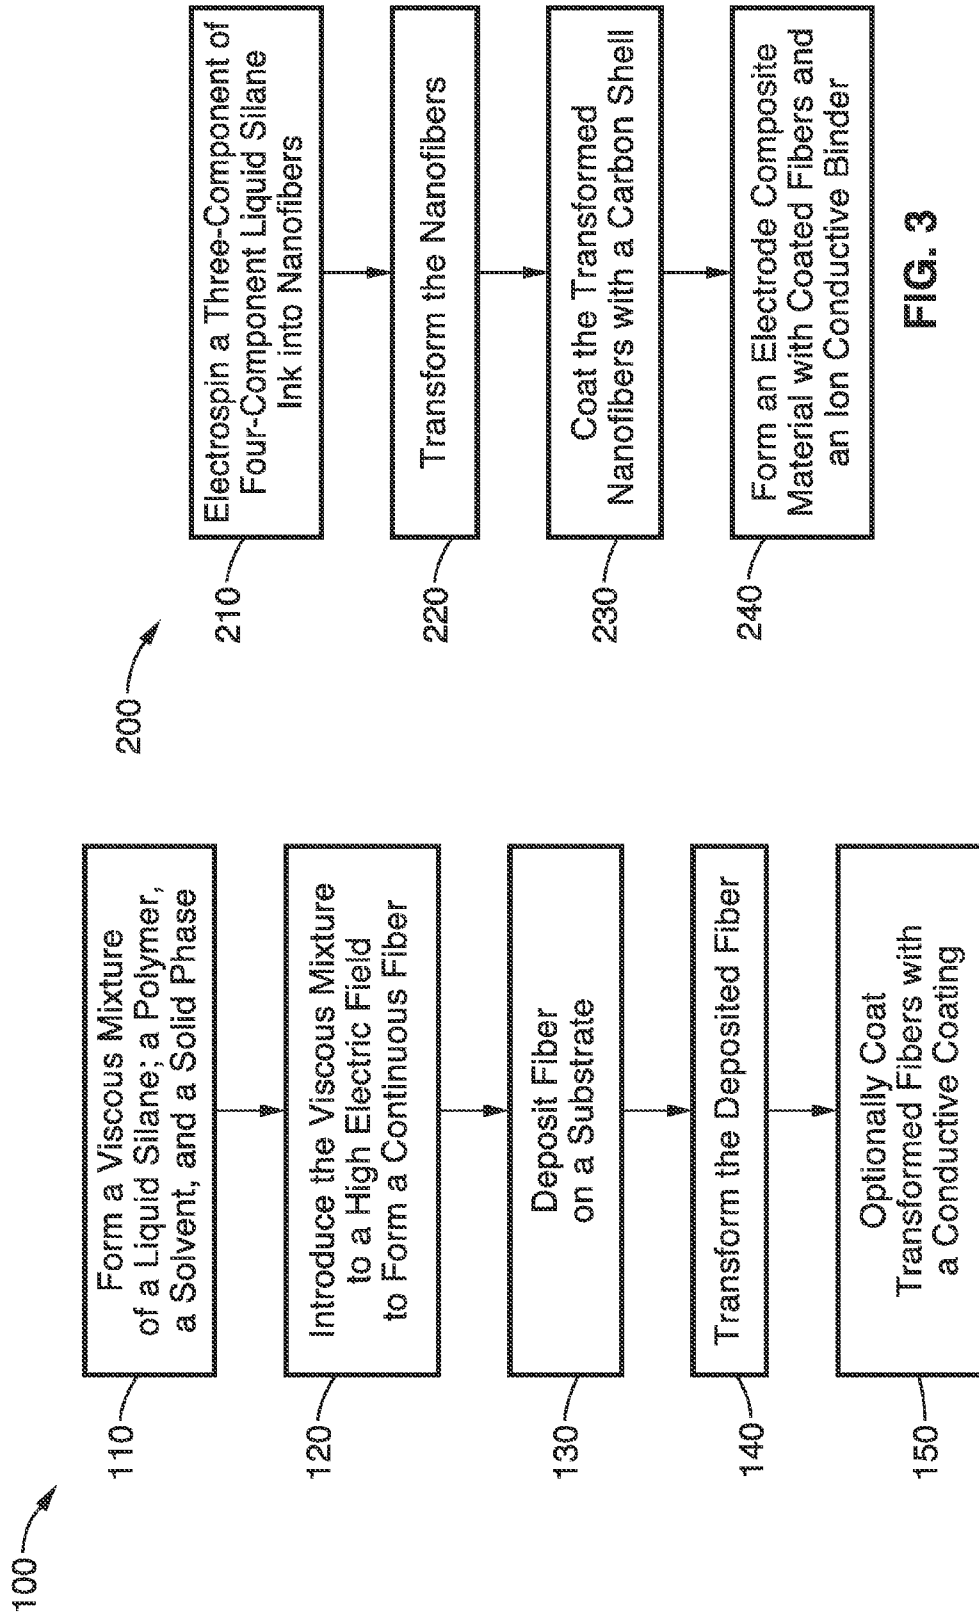 100
110
Form a Viscous Mixture
of a Liquid Silane; a Polymer,
a Solvent, and a Solid Phase
120
Introduce the Viscous Mixture
to a High Electric Field
to Form a Continuous Fiber
130
Deposit Fiber
on a Substrate
140
Transform the Deposited Fiber
150
Optionally Coat
Transformed Fibers with
a Conductive Coating
200
210
Electrospin a Three-Component of
Four-Component Liquid Silane
Ink into Nanofibers
220
Transform the Nanofibers
230
Coat the Transformed
Nanofibers with a Carbon Shell
240
Form an Electrode Composite
Material with Coated Fibers and
an Ion Conductive Binder
FIG. 3